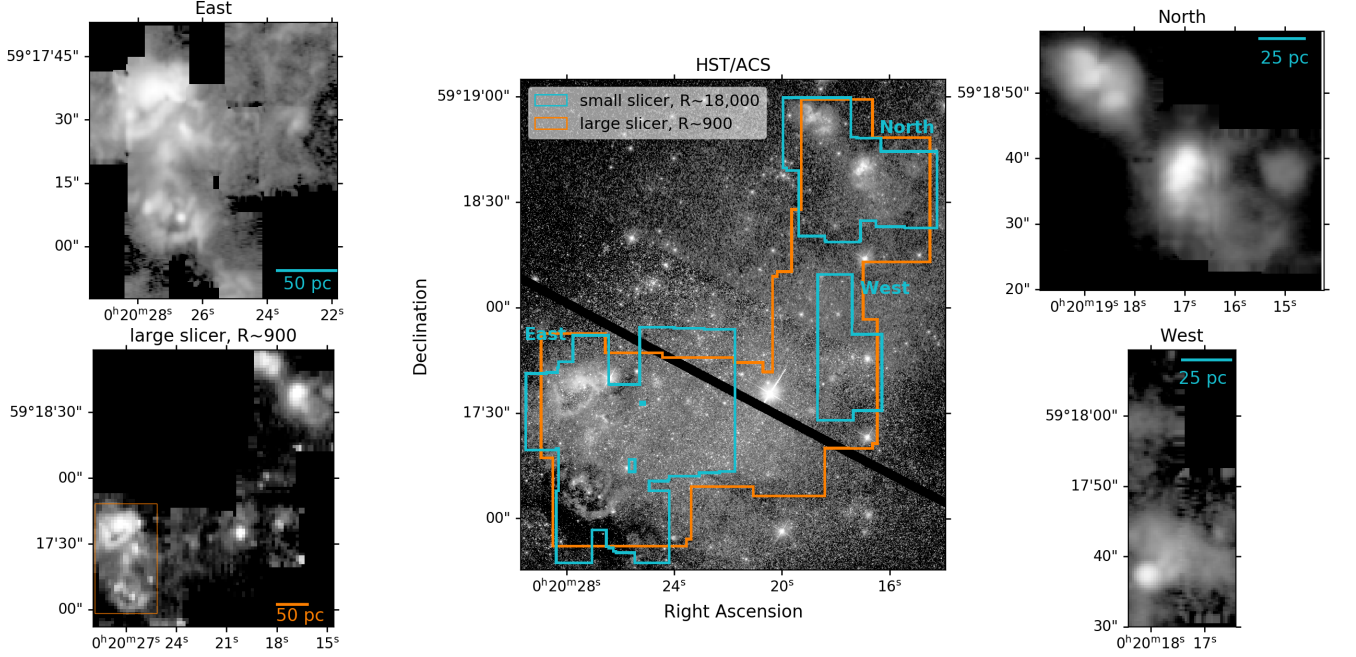 East
59°17'45"
30"
15"
00"
50 pc
0ʰ20ᵐ28ˢ
26ˢ
24ˢ
22ˢ
large slicer, R~900
59°18'30"
00"
17'30"
00"
50 pc
0ʰ20ᵐ27ˢ
24ˢ
21ˢ
18ˢ
15ˢ
HST/ACS
small slicer, R~18,000
large slicer, R~900
North
West
East
59°19'00"
18'30"
00"
17'30"
00"
Declination
0ʰ20ᵐ28ˢ
24ˢ
20ˢ
16ˢ
Right Ascension
North
25 pc
59°18'50"
40"
30"
20"
0ʰ20ᵐ19ˢ
18ˢ
17ˢ
16ˢ
15ˢ
West
25 pc
59°18'00"
17'50"
40"
30"
0ʰ20ᵐ18ˢ
17ˢ